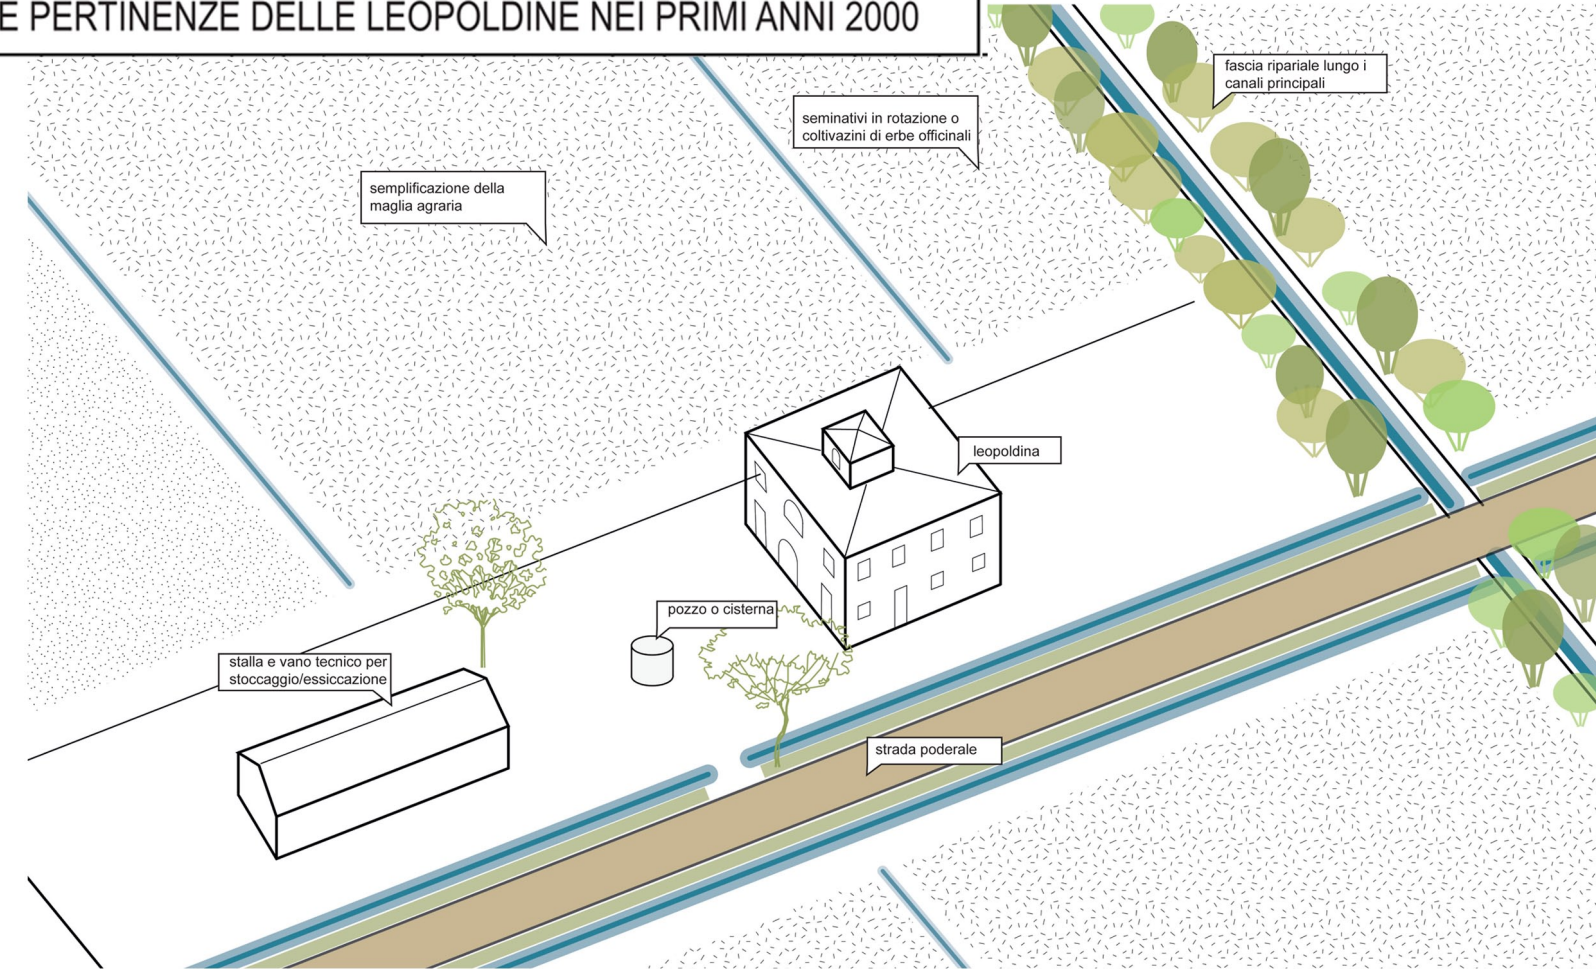 E PERTINENZE DELLE LEOPOLDINE NEI PRIMI ANNI 2000
fascia ripariale lungo i
canali principali
seminativi in rotazione o
coltivazini di erbe officinali
semplificazione della
maglia agraria
leopoldina
pozzo o cisterna
stalla e vano tecnico per
stoccaggio/essiccazione
strada poderale